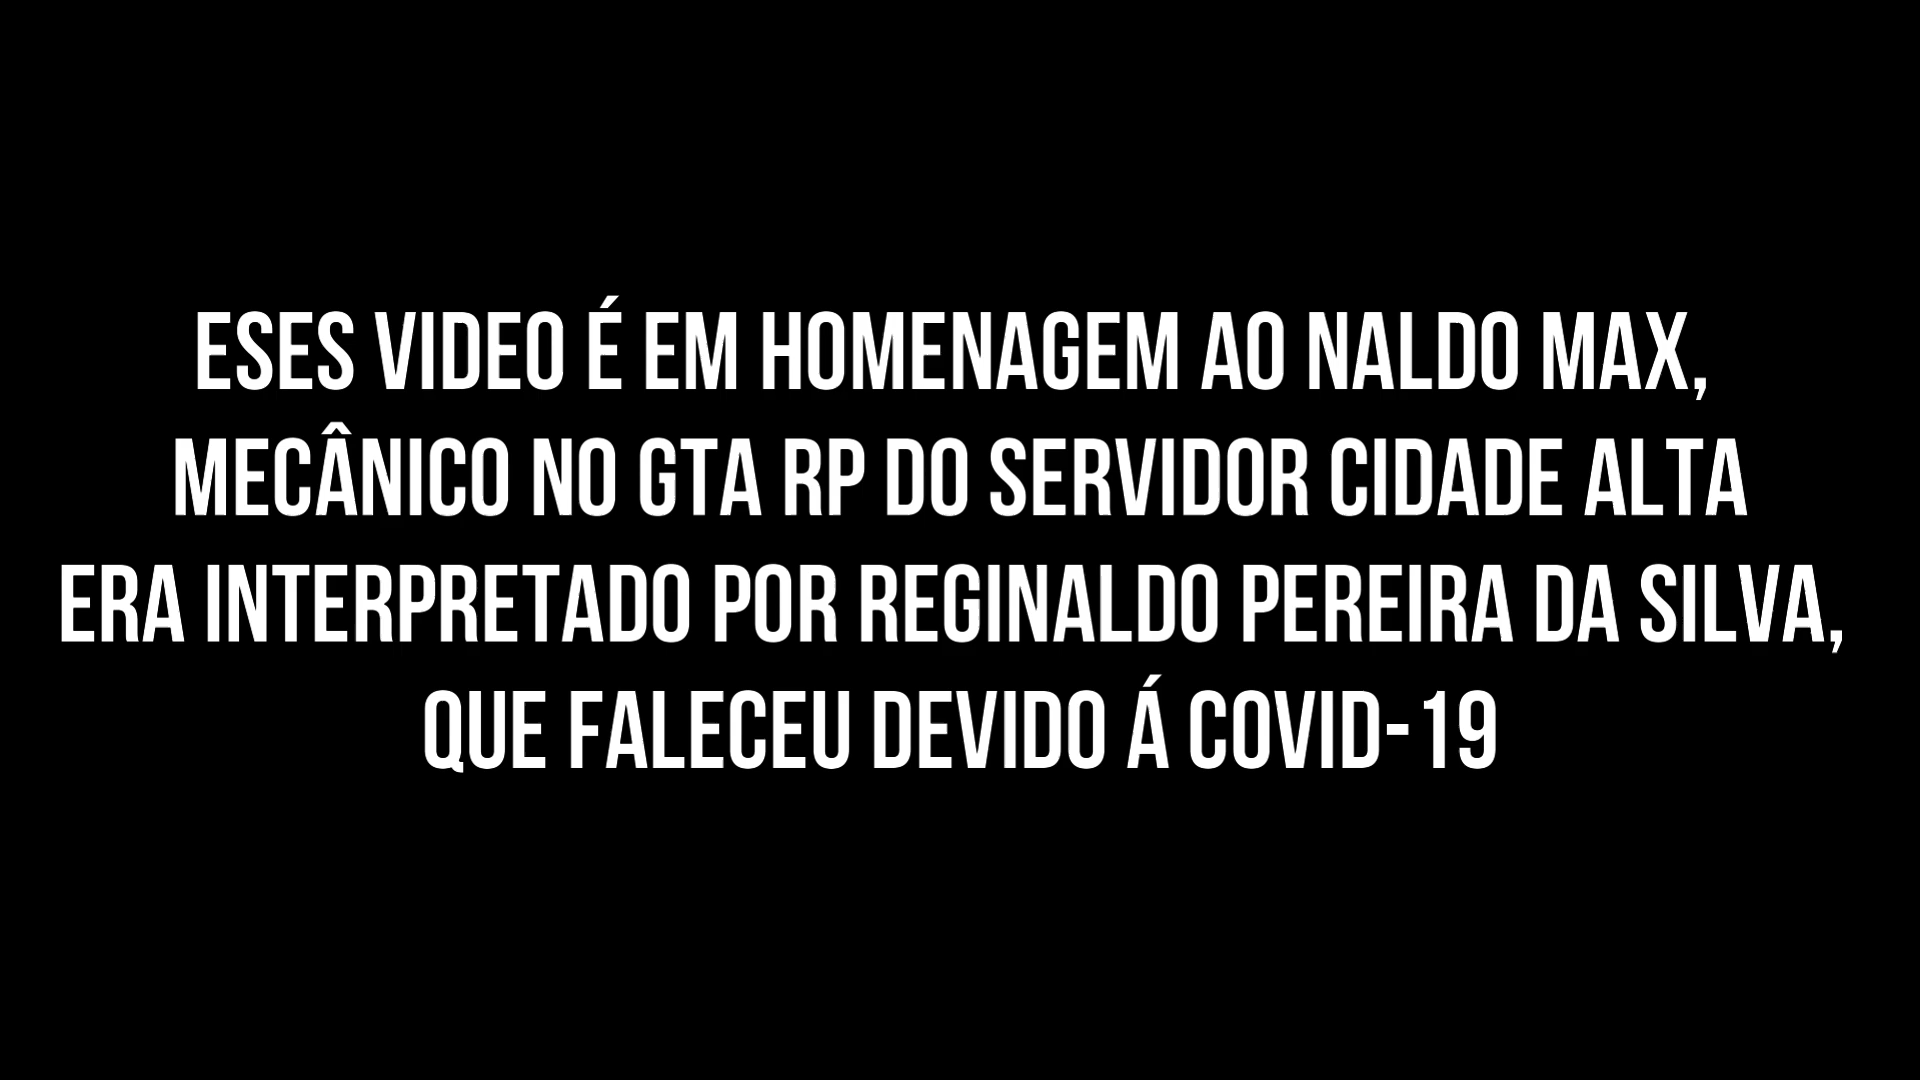 ESES VIDEO É EM HOMENAGEM AO NALDO MAX,
MECÂNICO NO GTA RP DO SERVIDOR CIDADE ALTA
ERA INTERPRETADO POR REGINALDO PEREIRA DA SILVA,
QUE FALECEU DEVIDO Á COVID-19